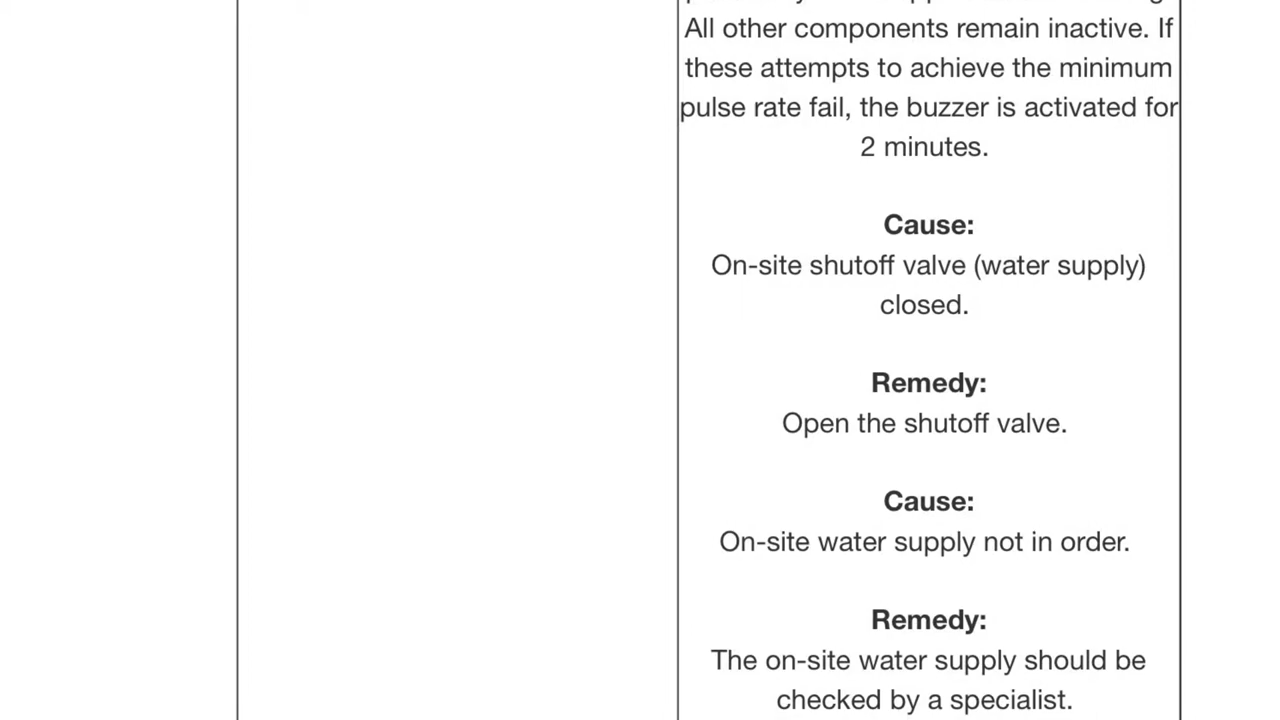 All other components remain inactive. If
these attempts to achieve the minimum
pulse rate fail, the buzzer is activated for
2 minutes.
Cause:
On-site shutoff valve (water supply)
closed.
Remedy:
Open the shutoff valve.
Cause:
On-site water supply not in order.
Remedy:
The on-site water supply should be
checked by a specialist.